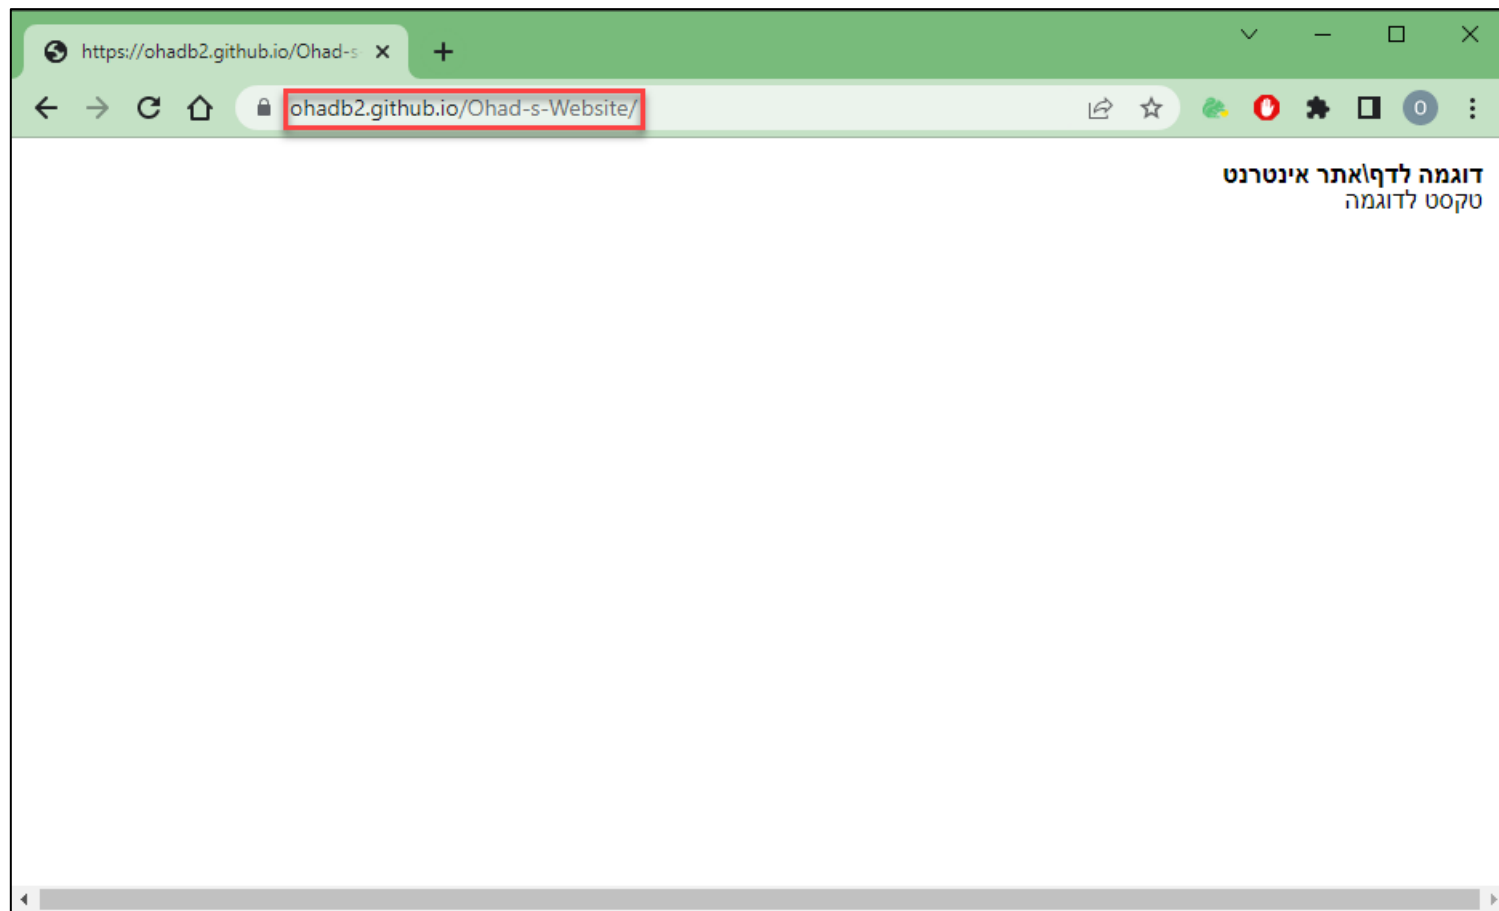 https://ohadb2.github.io/Ohad-s
ohadb2.github.io/Ohad-s-Website/
O
דוגמה לדף\אתר אינטרנט
טקסט לדוגמה